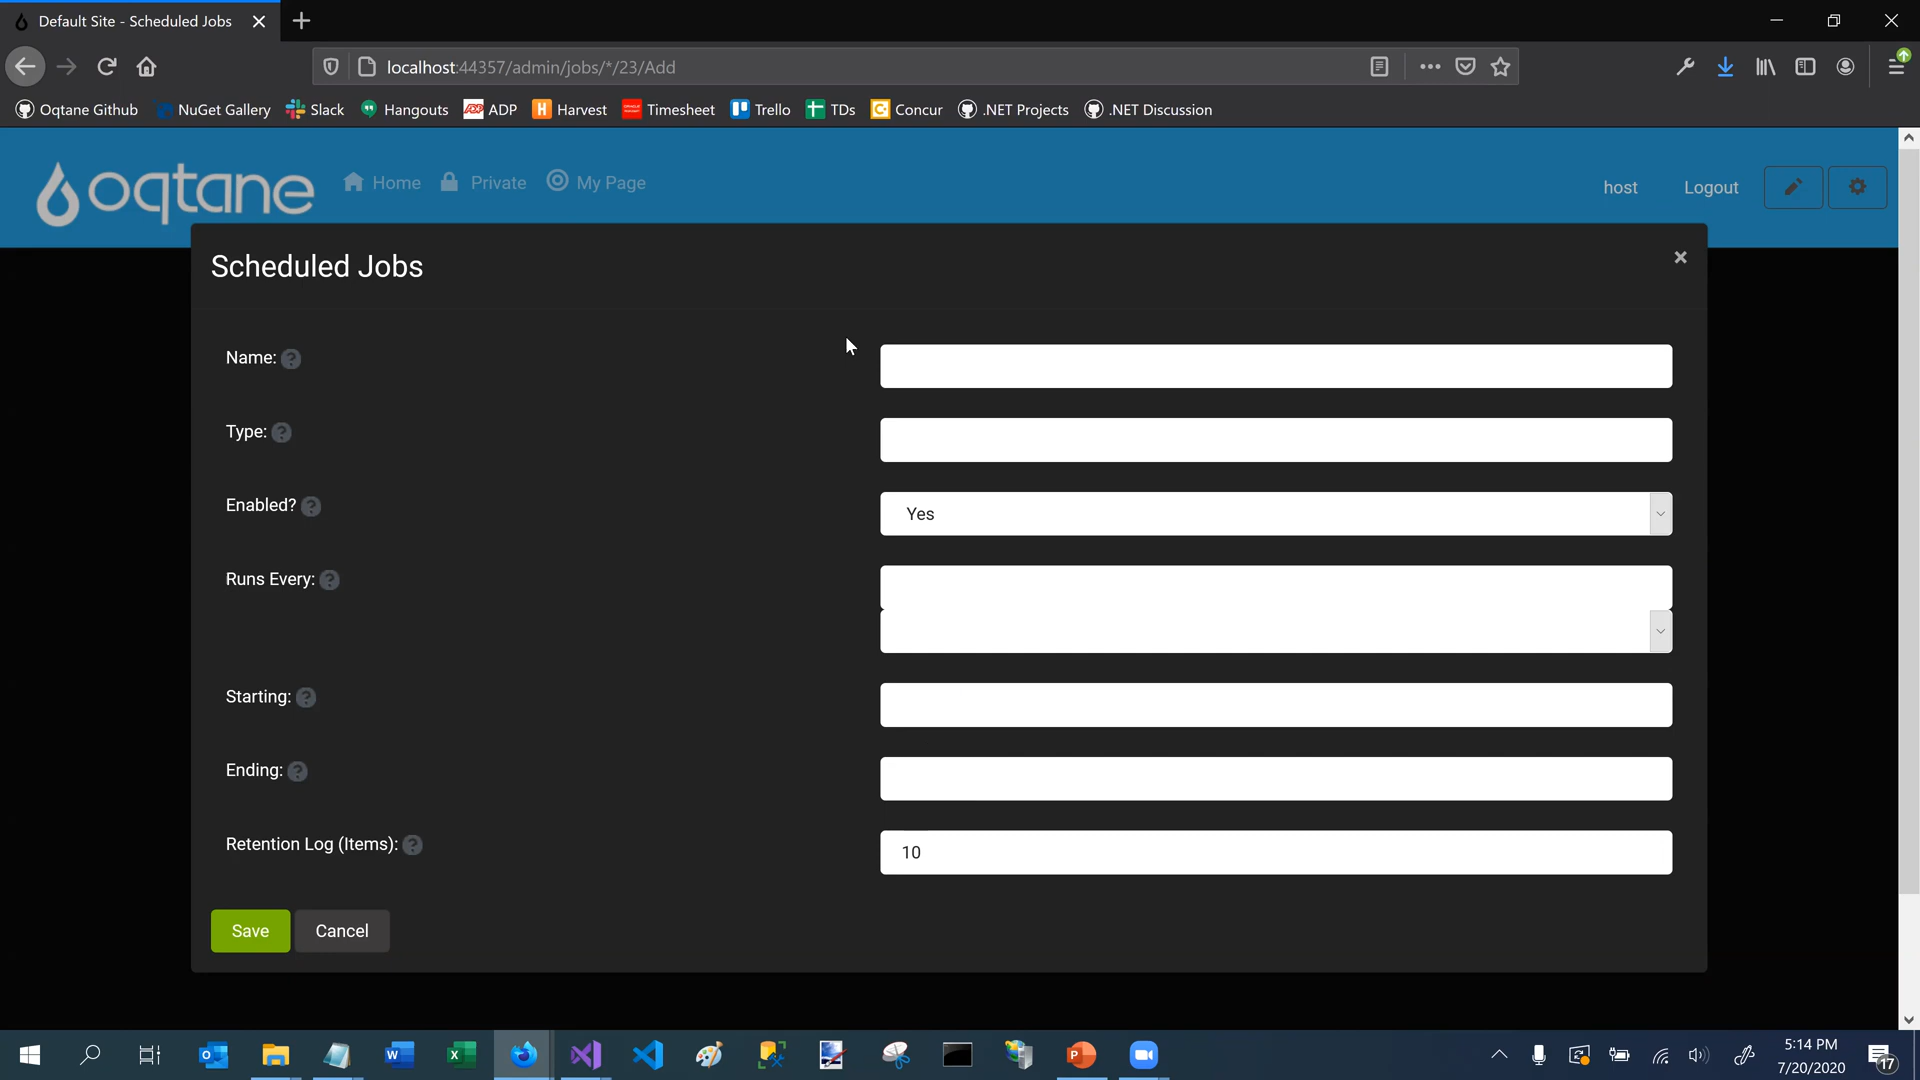 Default Site - Scheduled Jobs
localhost:44357/admin/jobs/*/23/Add
Oqtane Github NuGet Gallery Slack Hangouts ADP Harvest Timesheet Trello TDs Concur .NET Projects .NET Discussion
oqtane Home Private My Page host Logout
Scheduled Jobs
×
Name: ?
Type: ?
Enabled? ? Yes
Runs Every: ?
Starting: ?
Ending: ?
Retention Log (Items): ? 10
Save Cancel
5:14 PM
7/20/2020
17